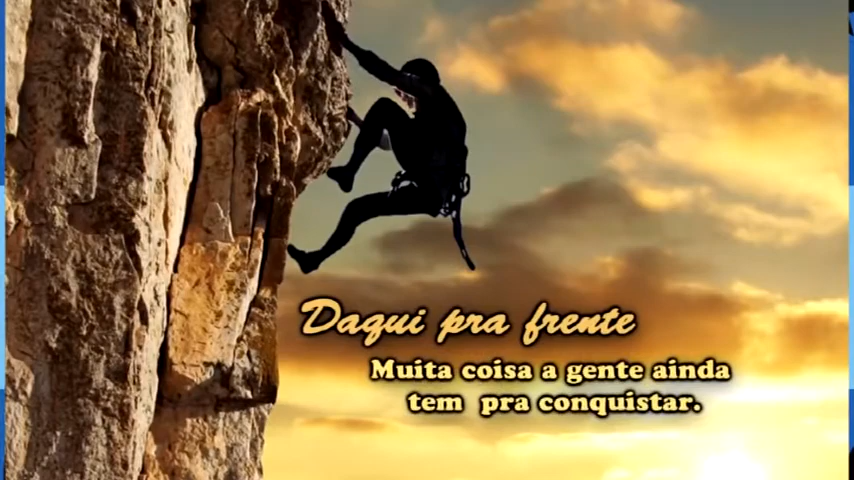 Daqui pra frente
Muita coisa a gente ainda
tem pra conquistar.